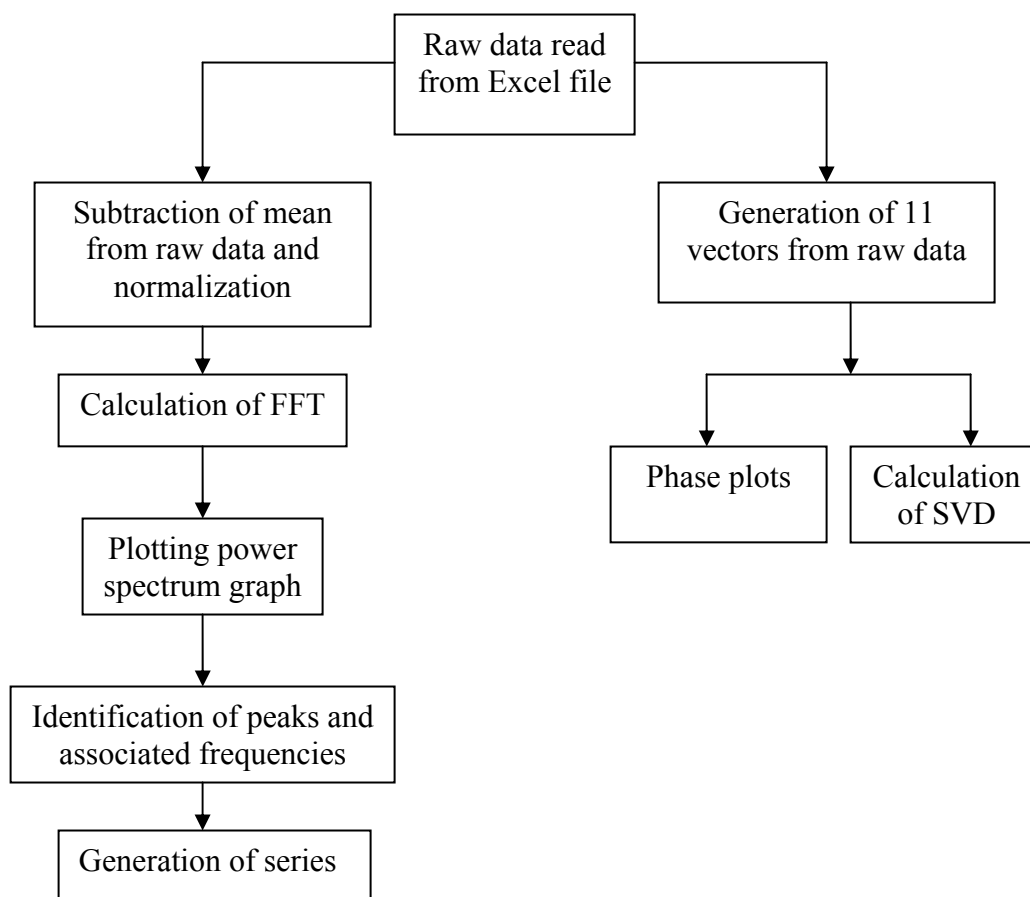 Raw data read
from Excel file
Subtraction of mean
from raw data and
normalization
Generation of 11
vectors from raw data
Calculation of FFT
Phase plots
Calculation
of SVD
Plotting power
spectrum graph
Identification of peaks and
associated frequencies
Generation of series